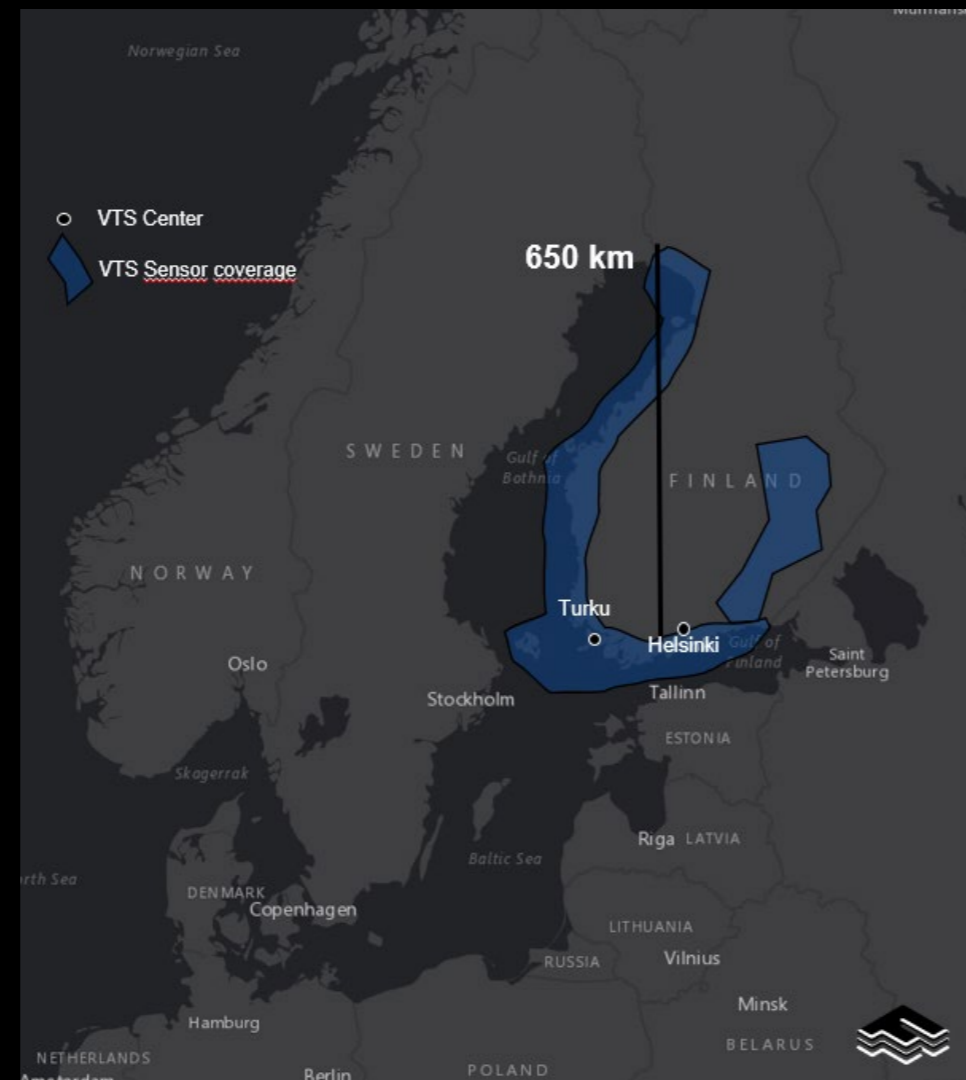 Norwegian Sea
VTS Center
VTS Sensor coverage
650 km
SWEDEN
Gulf of
Bothnia
FINLAND
NORWAY
Turku
Helsinki
Gulf of
Finland
Saint
Petersburg
Oslo
Stockholm
Tallinn
ESTONIA
Skagerrak
Riga LATVIA
Baltic Sea
DENMARK
Copenhagen
LITHUANIA
RUSSIA
Vilnius
Minsk
Hamburg
BELARUS
NETHERLANDS
Berlin
POLAND